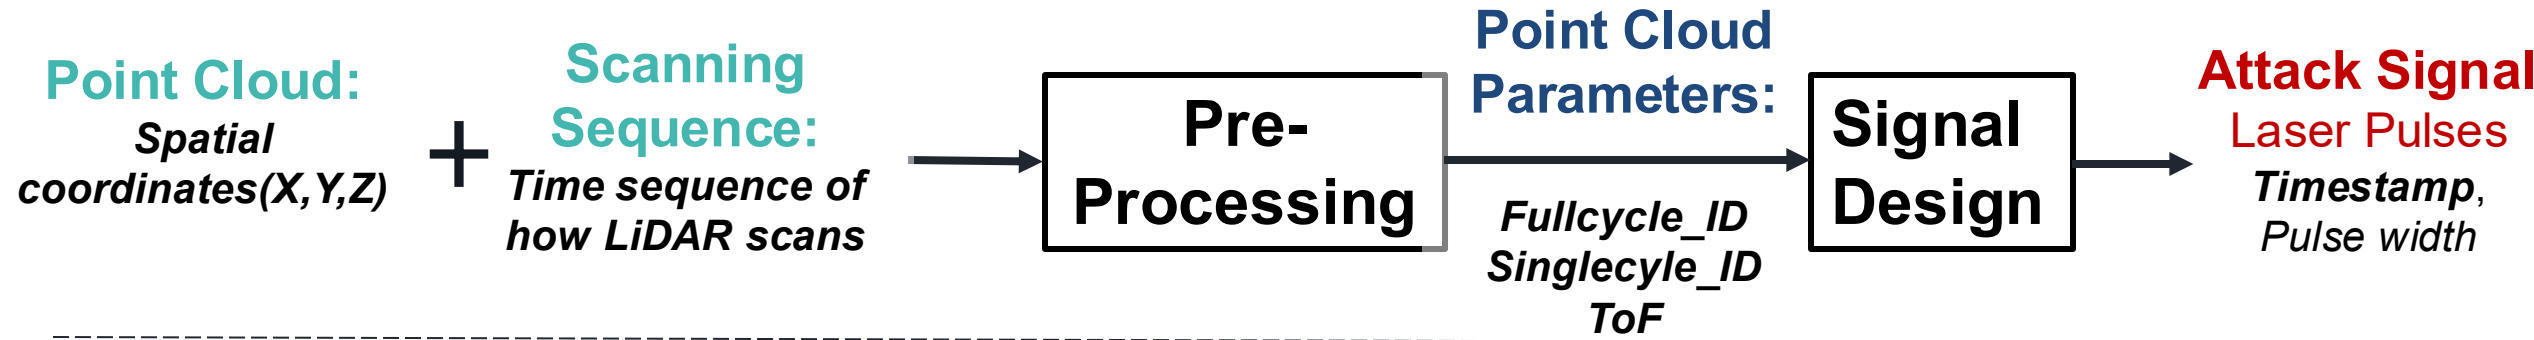 Point Cloud:
Spatial
coordinates(X,Y,Z)
+
Scanning
Sequence:
Time sequence of
how LiDAR scans
Pre-
Processing
Point Cloud
Parameters:
Fullcycle_ID
Singlecyle_ID
ToF
Signal
Design
Attack Signal
Laser Pulses
Timestamp,
Pulse width